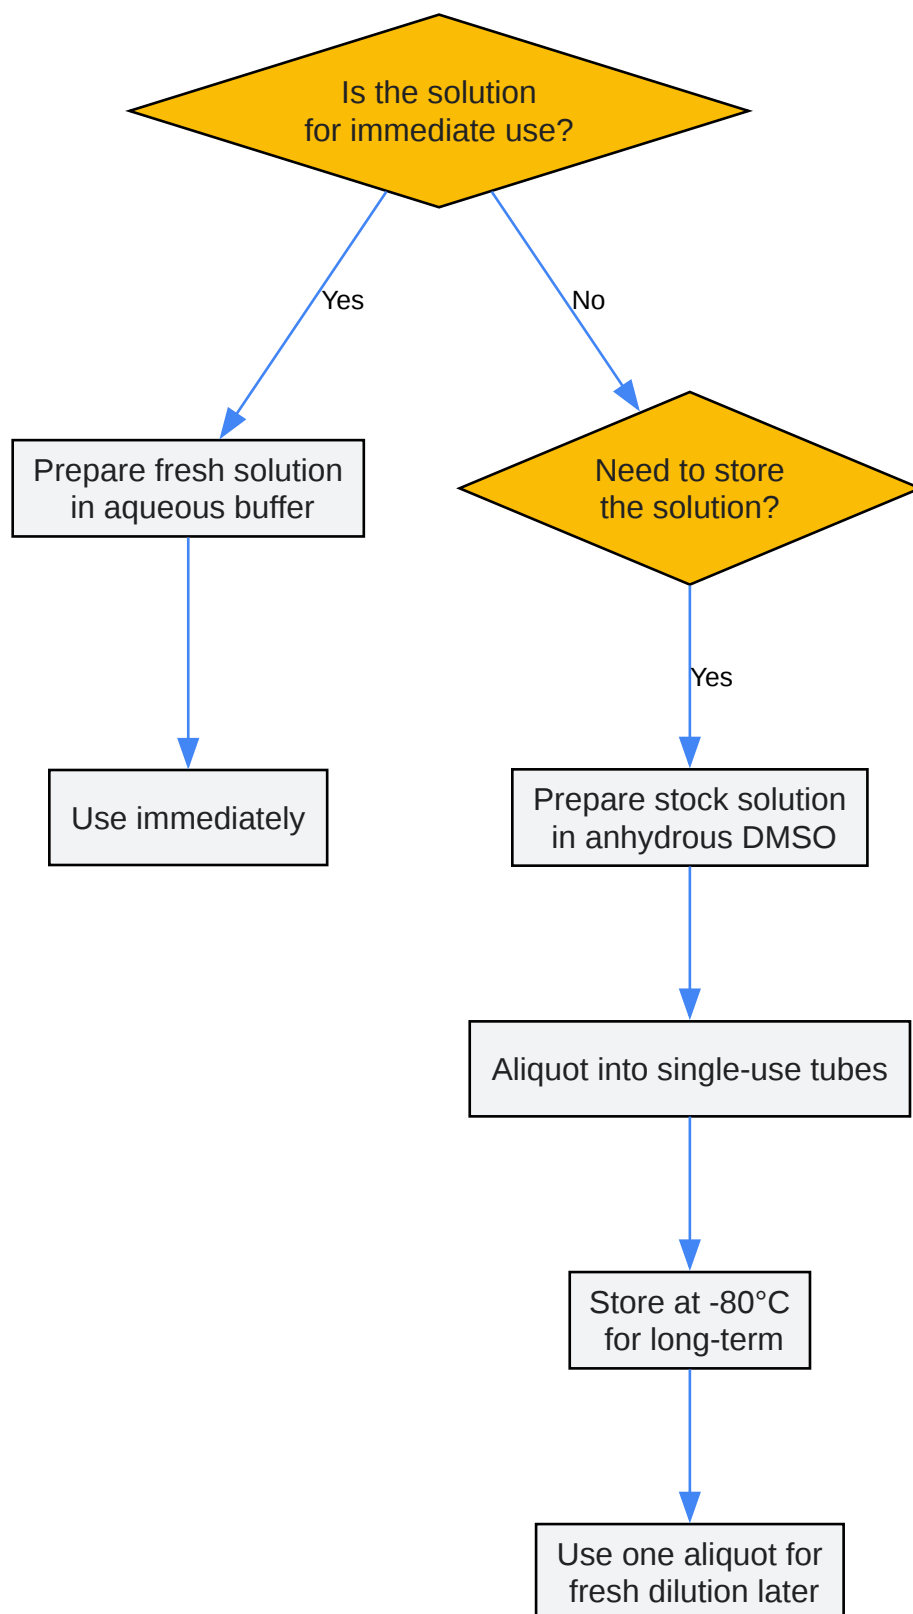 Is the solution
for immediate use?
Yes
No
Prepare fresh solution
in aqueous buffer
Need to store
the solution?
Yes
Use immediately
Prepare stock solution
in anhydrous DMSO
Aliquot into single-use tubes
Store at -80°C
for long-term
Use one aliquot for
fresh dilution later